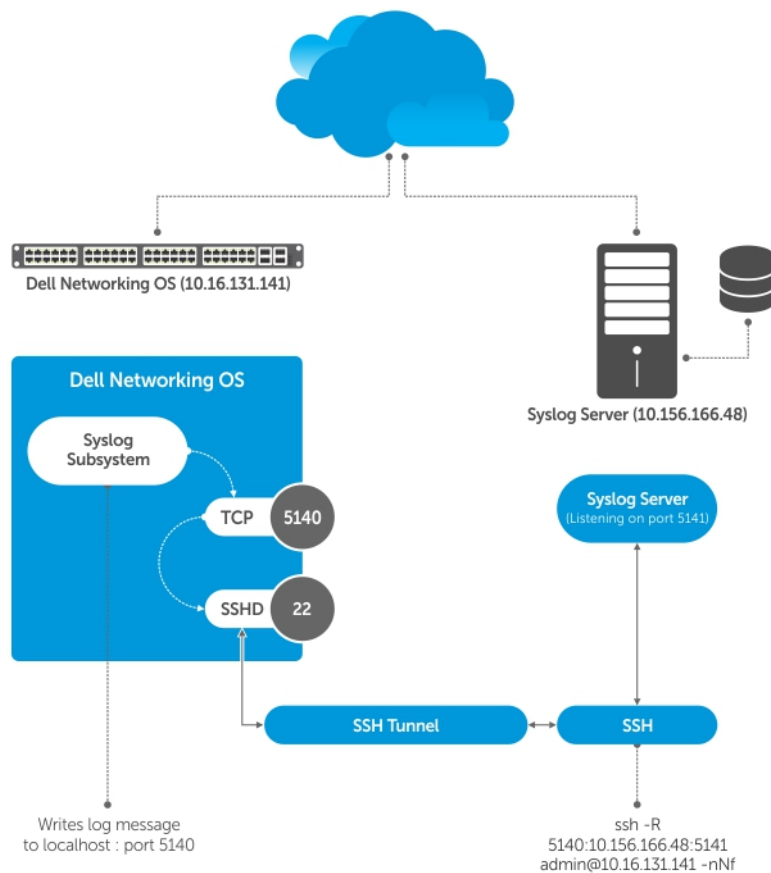 Dell Networking OS (10.16.131.141)
Syslog Server (10.156.166.48)
Dell Networking OS
Syslog
Subsystem
TCP
5140
SSHD
22
Syslog Server
(Listening on port 5141)
SSH Tunnel
SSH
Writes log message
to localhost : port 5140
ssh -R
5140:10.156.166.48:5141
admin@10.16.131.141 -nNf